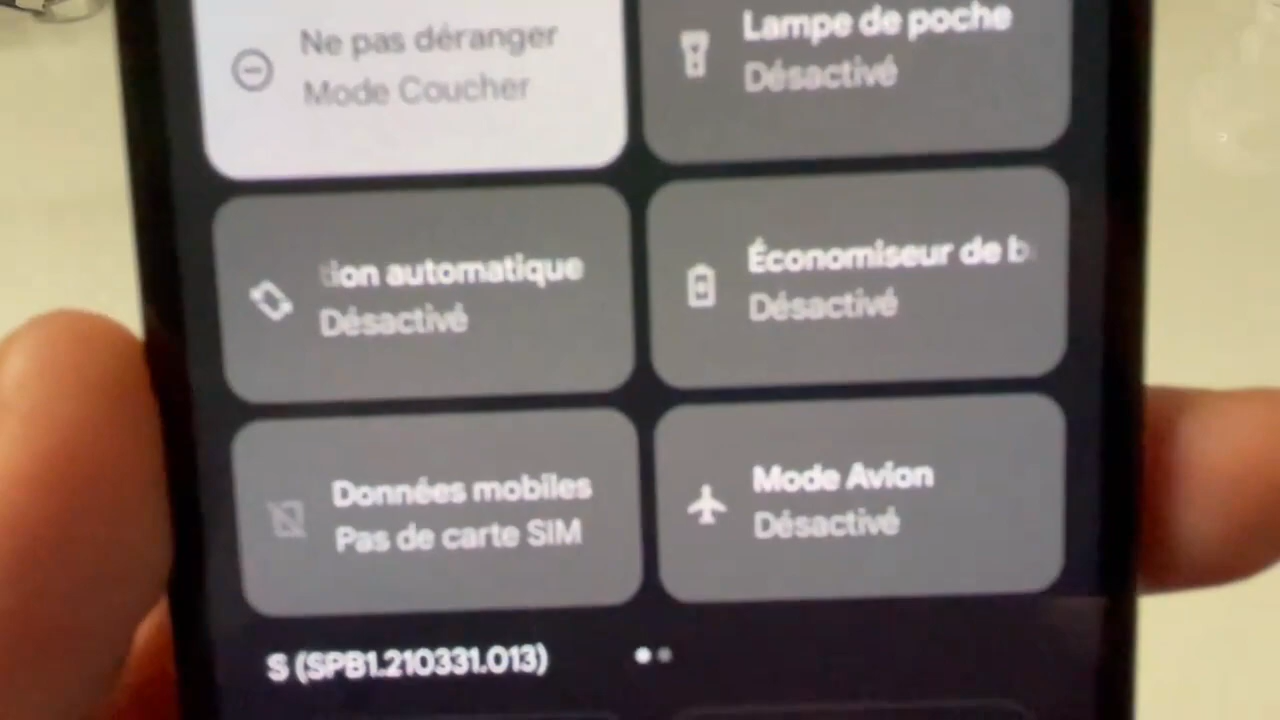 Ne pas déranger
Mode Coucher
Lampe de poche
Désactivé
tion automatique
Désactivé
Économiseur de b
Désactivé
Données mobiles
Pas de carte SIM
Mode Avion
Désactivé
S (SPB1.210331.013)